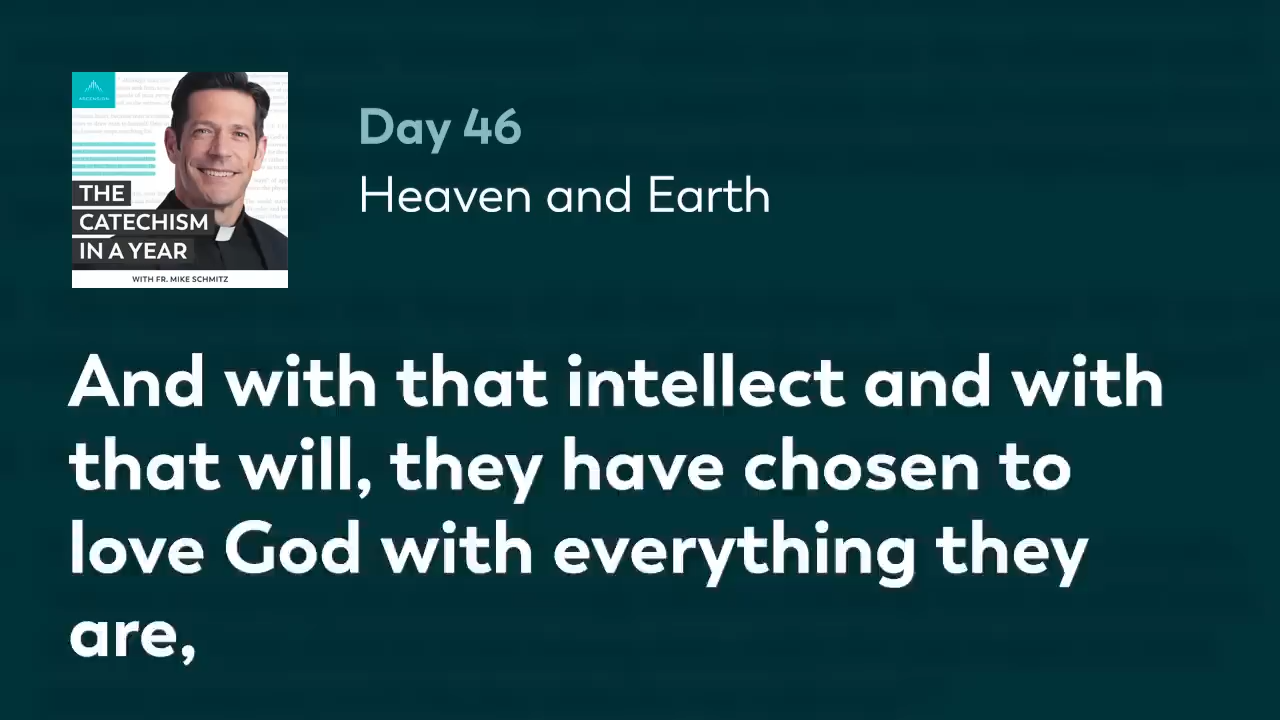 Day 46
Heaven and Earth
ASCENSION
THE
CATECHISM
IN A YEAR
WITH FR. MIKE SCHMITZ
And with that intellect and with
that will, they have chosen to
love God with everything they
are,